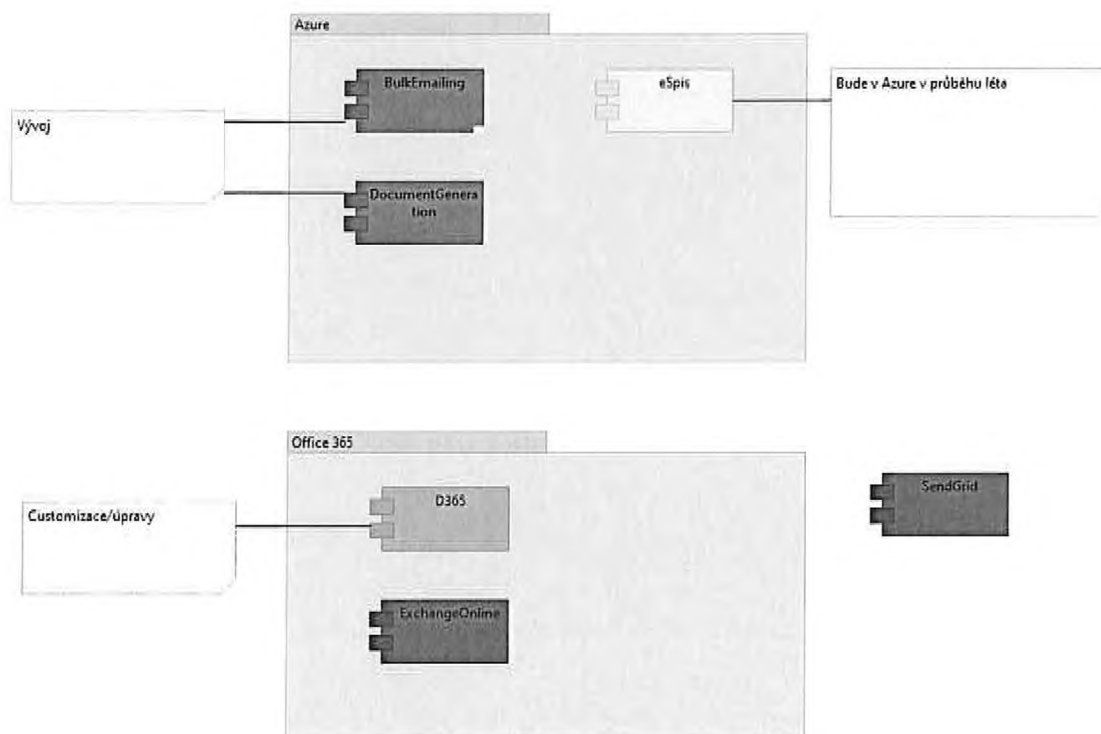 Azure
BulkEmailing
eSpis
Bude v Azure v průběhu léta
Vývoj
DocumentGenera
tion
Office 365
D365
SendGrid
Customizace/úpravy
ExchangeOnline